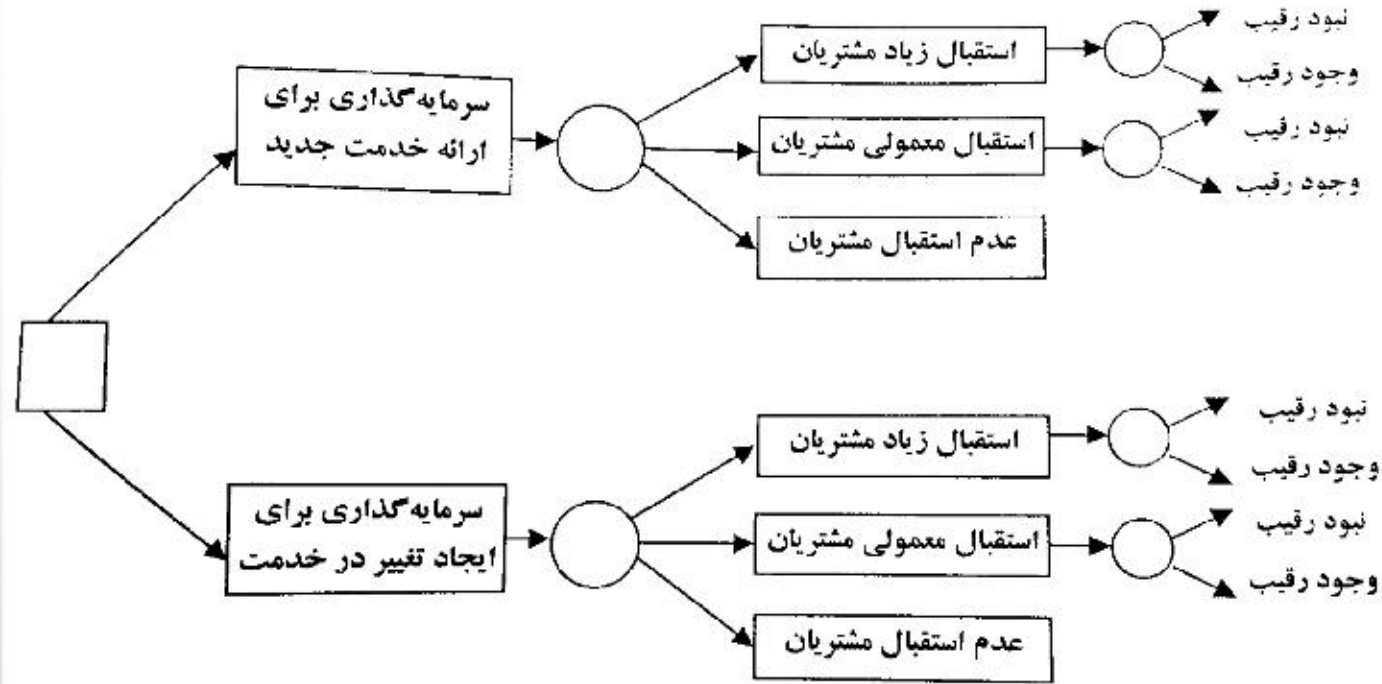 نبود رقیب
استقبال زیاد مشتریان
وجود رقیب
سرمایه‌گذاری برای
ارائه خدمت جدید
نبود رقیب
استقبال معمولی مشتریان
وجود رقیب
عدم استقبال مشتریان
نبود رقیب
استقبال زیاد مشتریان
وجود رقیب
سرمایه‌گذاری برای
ایجاد تغییر در خدمت
نبود رقیب
استقبال معمولی مشتریان
وجود رقیب
عدم استقبال مشتریان